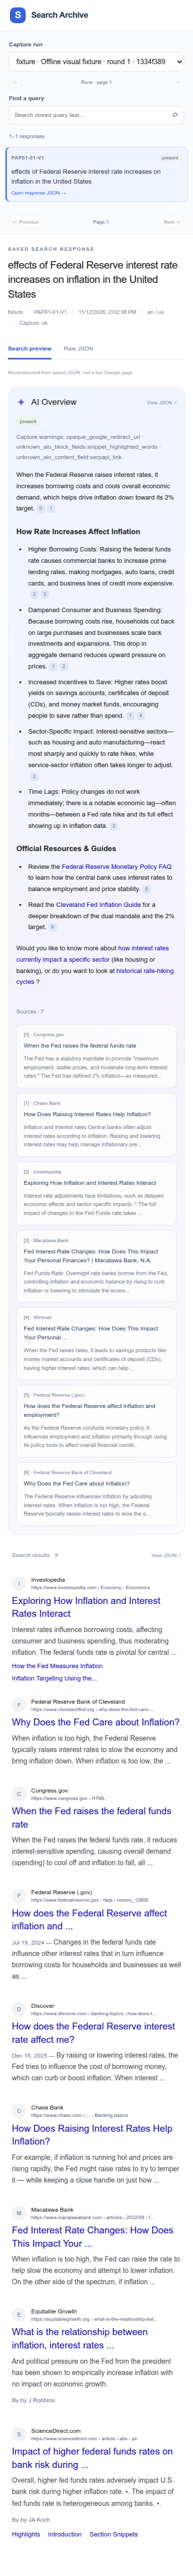 S Search Archive
Capture run
fixture · Offline visual fixture · round 1 · 1334f389
← Runs · page 1 →
Find a query
Search stored query text...
1–1 responses
PAP01-01-V1 present
effects of Federal Reserve interest rate increases on
inflation in the United States
Open response JSON →
← Previous Page 1 Next →
SAVED SEARCH RESPONSE
effects of Federal Reserve interest rate
increases on inflation in the United
States
fixture PAP01-01-V1 11/12/2026, 2:02:38 PM en / us
Capture: ok
Search preview Raw JSON
Reconstructed from saved JSON, not a live Google page.
AI Overview View JSON ↗
present
Capture warnings: opaque_google_redirect_url ·
unknown_aio_block_fields:snippet_highlighted_words ·
unknown_aio_content_field:serpapi_link
When the Federal Reserve raises interest rates, it
increases borrowing costs and cools overall economic
demand, which helps drive inflation down toward its 2%
target. 0 1
How Rate Increases Affect Inflation
• Higher Borrowing Costs: Raising the federal funds
rate causes commercial banks to increase prime
lending rates, making mortgages, auto loans, credit
cards, and business lines of credit more expensive.
2 3
• Dampened Consumer and Business Spending:
Because borrowing costs rise, households cut back
on large purchases and businesses scale back
investments and expansions. This drop in
aggregate demand reduces upward pressure on
prices. 1 2
• Increased Incentives to Save: Higher rates boost
yields on savings accounts, certificates of deposit
(CDs), and money market funds, encouraging
people to save rather than spend. 1 4
• Sector-Specific Impact: Interest-sensitive sectors—
such as housing and auto manufacturing—react
most sharply and quickly to rate hikes, while
service-sector inflation often takes longer to adjust.
2
• Time Lags: Policy changes do not work
immediately; there is a notable economic lag—often
months—between a Fed rate hike and its full effect
showing up in inflation data. 2
Official Resources & Guides
• Review the Federal Reserve Monetary Policy FAQ
to learn how the central bank uses interest rates to
balance employment and price stability. 5
• Read the Cleveland Fed Inflation Guide for a
deeper breakdown of the dual mandate and the 2%
target. 6
Would you like to know more about how interest rates
currently impact a specific sector (like housing or
banking), or do you want to look at historical rate-hiking
cycles ?
Sources · 7
[0] · Congress.gov
When the Fed raises the federal funds rate
The Fed has a statutory mandate to promote "maximum
employment, stable prices, and moderate long-term interest
rates." The Fed has defined 2% inflation—as measured...
[1] · Chase Bank
How Does Raising Interest Rates Help Inflation?
Inflation and interest rates Central banks often adjust
interest rates according to inflation. Raising and lowering
interest rates may help manage inflationary pre...
[2] · Investopedia
Exploring How Inflation and Interest Rates Interact
Interest rate adjustments face limitations, such as delayed
economic effects and sector-specific impacts. * The full
impact of changes to the Fed Funds rate takes ...
[3] · Macatawa Bank
Fed Interest Rate Changes: How Does This Impact
Your Personal Finances? ( Macatawa Bank, N.A.
Fed Funds Rate: Overnight rate banks borrow from the Fed,
controlling inflation and economic balance by rising to curb
inflation or lowering to stimulate the econo...
[4] · Wintrust
Fed Interest Rate Changes: How Does This Impact
Your Personal ...
When the Fed raises rates, it leads to savings products like
money market accounts and certificates of deposit (CDs),
having higher interest rates, which can help ...
[5] · Federal Reserve (.gov)
How does the Federal Reserve affect inflation and
employment?
As the Federal Reserve conducts monetary policy, it
influences employment and inflation primarily through using
its policy tools to affect overall financial condit...
[6] · Federal Reserve Bank of Cleveland
Why Does the Fed Care about Inflation?
The Federal Reserve influences inflation by adjusting
interest rates. When inflation is too high, the Federal
Reserve typically raises interest rates to slow the e...
Search results · 9 View JSON ↗
I Investopedia
https://www.investopedia.com › Economy › Economics
Exploring How Inflation and Interest
Rates Interact
Interest rates influence borrowing costs, affecting
consumer and business spending, thus moderating
inflation. The federal funds rate is pivotal to central ...
How the Fed Measures Inflation
Inflation Targeting Using the...
F Federal Reserve Bank of Cleveland
https://www.clevelandfed.org › why-does-the-fed-care-...
Why Does the Fed Care about Inflation?
When inflation is too high, the Federal Reserve
typically raises interest rates to slow the economy and
bring inflation down. When inflation is too low, the ...
C Congress.gov
https://www.congress.gov › HTML
When the Fed raises the federal funds
rate
When the Fed raises the federal funds rate, it reduces
interest-sensitive spending, causing overall demand
(spending) to cool off and inflation to fall, all ...
F Federal Reserve (.gov)
https://www.federalreserve.gov › faqs › money_12856
How does the Federal Reserve affect
inflation and ...
Jul 19, 2024 — Changes in the federal funds rate
influence other interest rates that in turn influence
borrowing costs for households and businesses as well
as ...
D Discover
https://www.discover.com › banking-topics › how-does-t...
How does the Federal Reserve interest
rate affect me?
Dec 15, 2025 — By raising or lowering interest rates, the
Fed tries to influence the cost of borrowing money,
which can curb or boost inflation. When interest ...
C Chase Bank
https://www.chase.com › ... › Banking basics
How Does Raising Interest Rates Help
Inflation?
For example, if inflation is running hot and prices are
rising rapidly, the Fed might raise rates to try to temper
it — while keeping a close handle on just how ...
M Macatawa Bank
https://www.macatawabank.com › articles › 2022/09 › f...
Fed Interest Rate Changes: How Does
This Impact Your ...
When inflation is too high, the Fed can raise the rate to
help slow the economy and attempt to lower inflation.
On the other side of the spectrum, if inflation ...
E Equitable Growth
https://equitablegrowth.org › what-is-the-relationship-bet...
What is the relationship between
inflation, interest rates ...
And political pressure on the Fed from the president
has been shown to empirically increase inflation with
no impact on economic growth.
By by J Robbins
S ScienceDirect.com
https://www.sciencedirect.com › article › abs › pii
Impact of higher federal funds rates on
bank risk during ...
Overall, higher fed funds rates adversely impact U.S.
bank risk during higher inflation rate. •. The impact of
fed funds rate is heterogeneous among banks. •.
By by JA Koch
Highlights Introduction Section Snippets